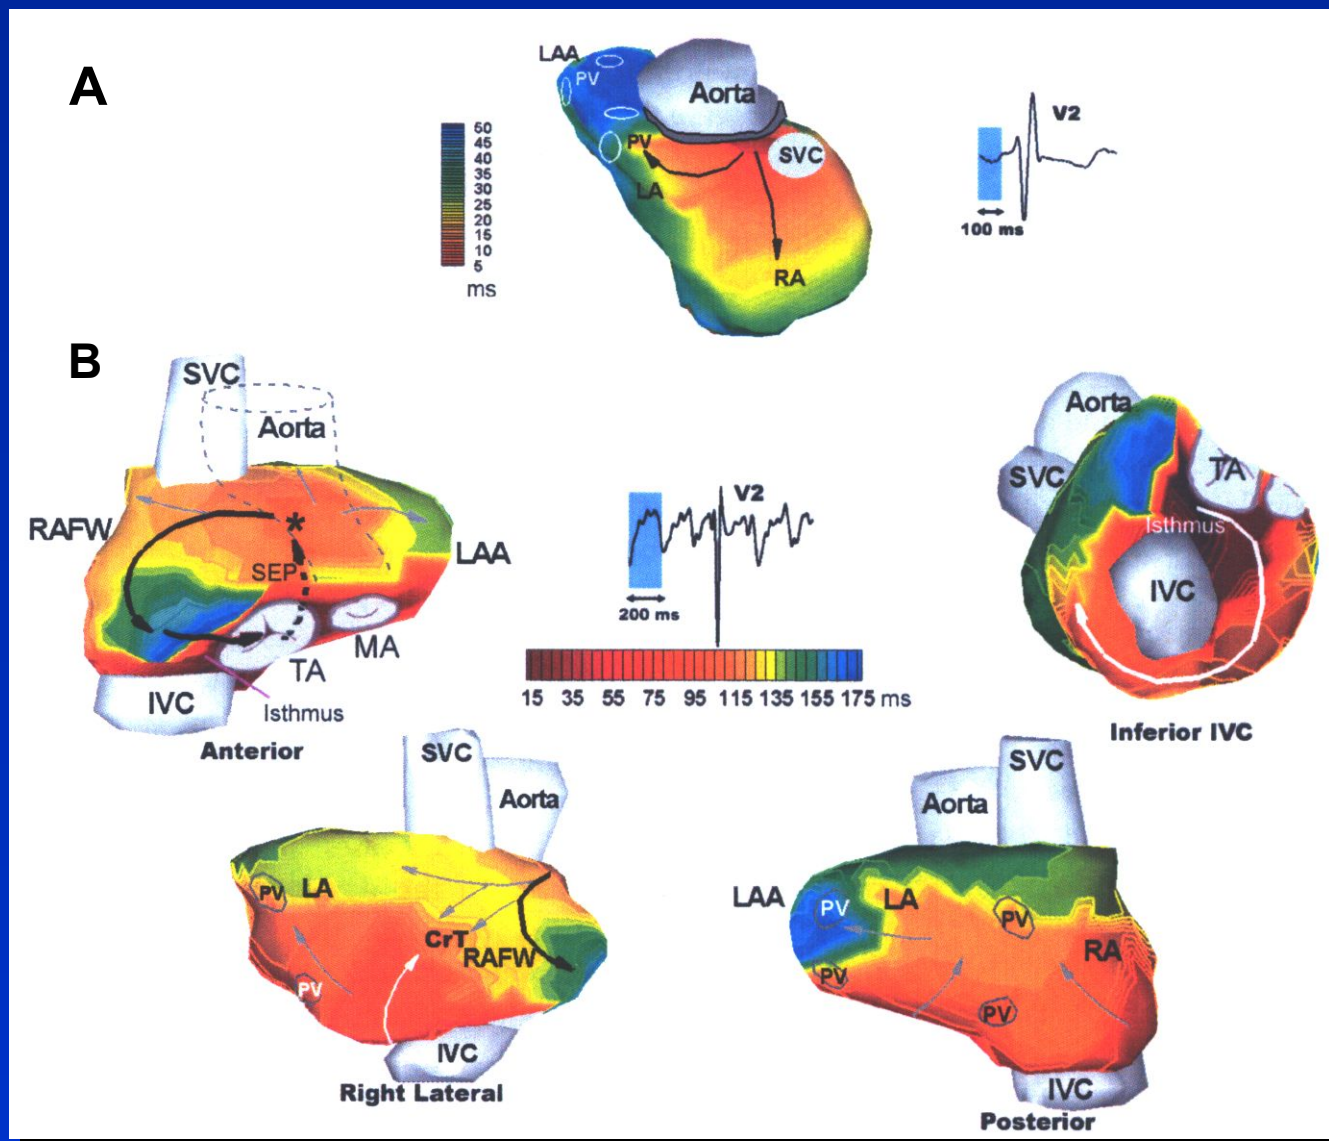 A
LAA
PV
Aorta
PV
SVC
LA
RA
50
45
40
35
30
25
20
15
10
5
ms
V2
100 ms
B
SVC
Aorta
RAFW
LAA
*
SEP
MA
TA
IVC
Isthmus
Anterior
V2
200 ms
15 35 55 75 95 115 135 155 175 ms
Aorta
SVC
TA
Isthmus
IVC
Inferior IVC
SVC
Aorta
PV
LA
CrT
RAFW
PV
IVC
Right Lateral
SVC
Aorta
LAA
PV
LA
PV
RA
PV
PV
IVC
Posterior